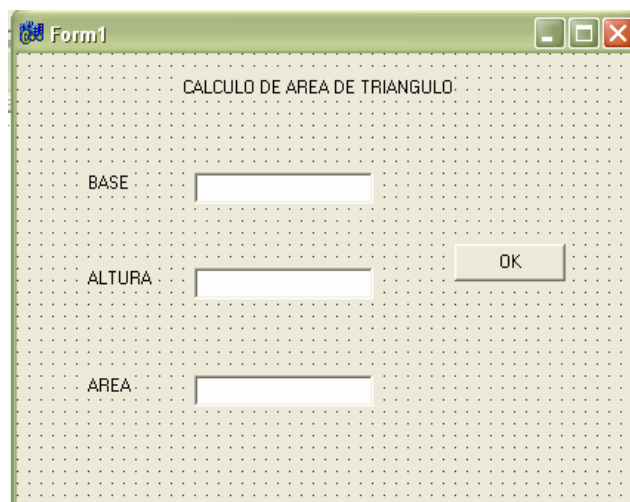 Form1
CALCULO DE AREA DE TRIANGULO
BASE
ALTURA
OK
AREA